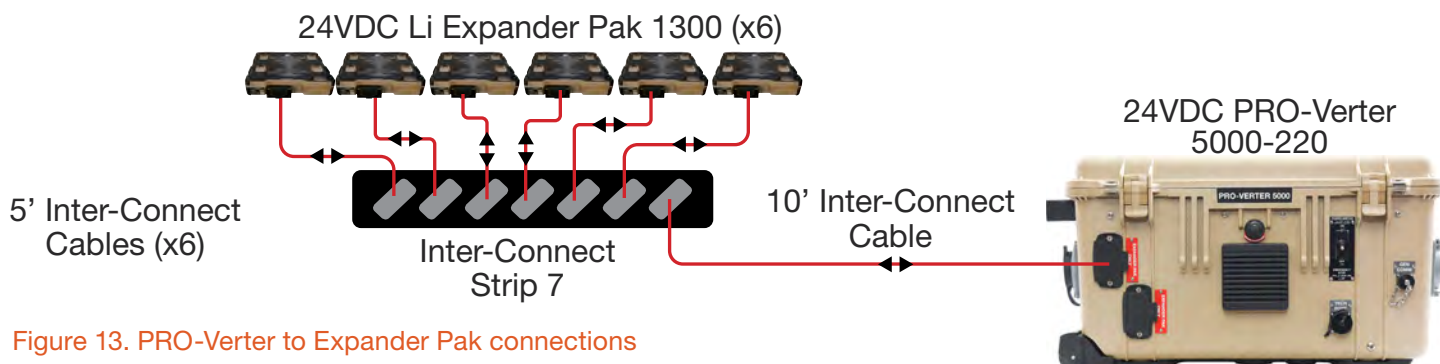 24VDC Li Expander Pak 1300 (x6)
24VDC PRO-Verter
5000-220
PRO-VERTER 5000
5’ Inter-Connect
Cables (x6)
Inter-Connect
Strip 7
10’ Inter-Connect
Cable
Figure 13. PRO-Verter to Expander Pak connections